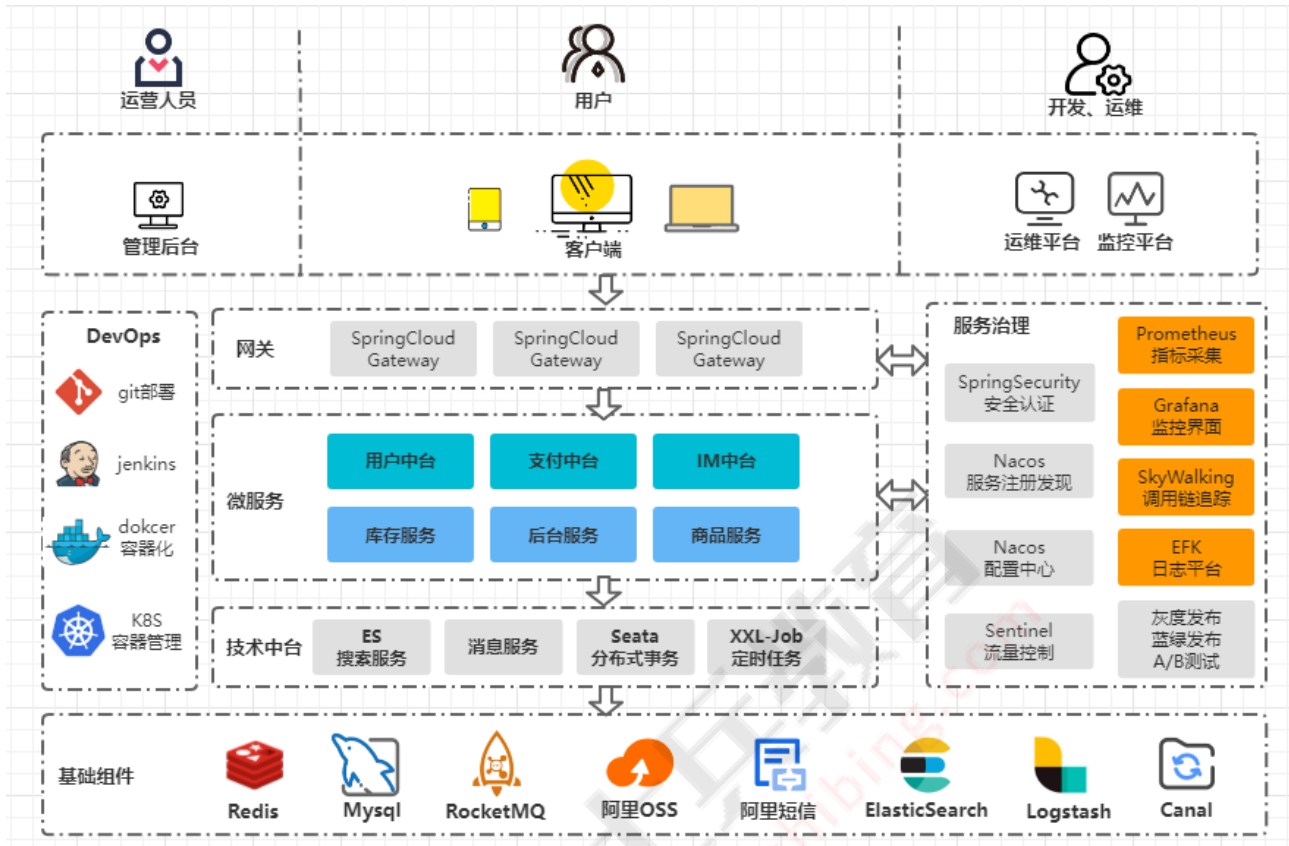 运营人员
用户
开发、运维
管理后台
客户端
运维平台
监控平台
DevOps
git部署
jenkins
dokcer
容器化
K8S
容器管理
网关
SpringCloud
Gateway
SpringCloud
Gateway
SpringCloud
Gateway
微服务
用户中台
支付中台
IM中台
库存服务
后台服务
商品服务
技术中台
ES
搜索服务
消息服务
Seata
分布式事务
XXL-Job
定时任务
服务治理
SpringSecurity
安全认证
Nacos
服务注册发现
Nacos
配置中心
Sentinel
流量控制
Prometheus
指标采集
Grafana
监控界面
SkyWalking
调用链追踪
EFK
日志平台
灰度发布
蓝绿发布
A/B测试
基础组件
Redis
Mysql
RocketMQ
阿里OSS
阿里短信
ElasticSearch
Logstash
Canal